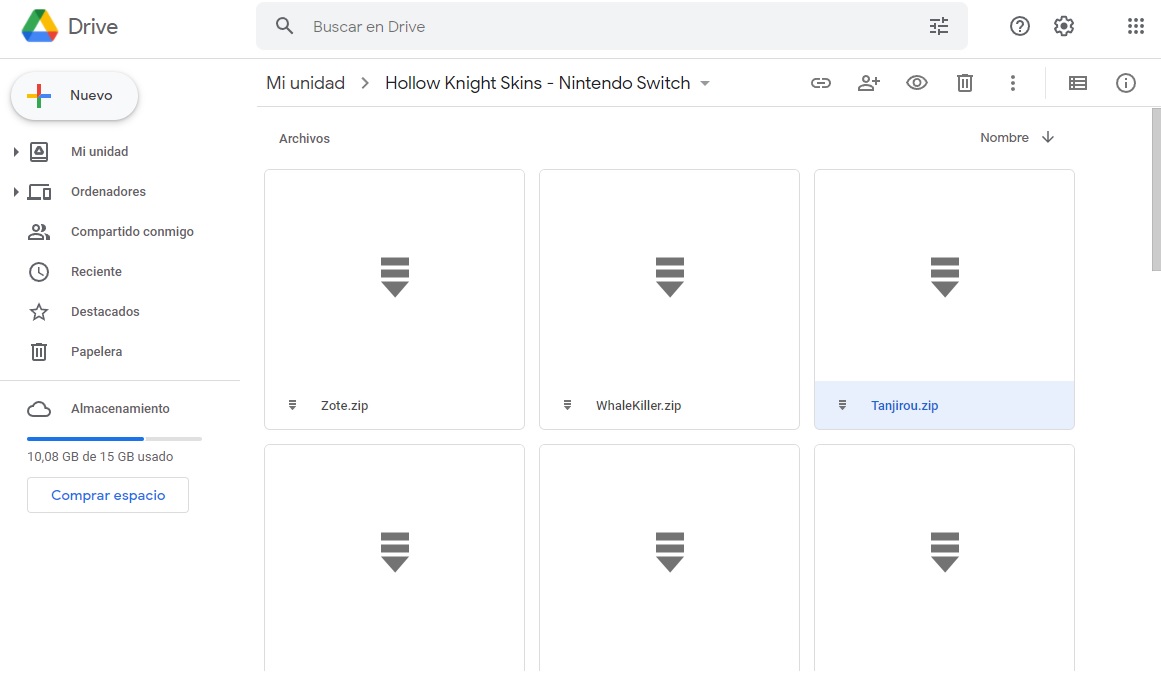 Drive
Buscar en Drive
Nuevo
Mi unidad
Ordenadores
Compartido conmigo
Reciente
Destacados
Papelera
Almacenamiento
10,08 GB de 15 GB usado
Comprar espacio
Mi unidad > Hollow Knight Skins - Nintendo Switch
Archivos
Nombre
Zote.zip
WhaleKiller.zip
Tanjirou.zip